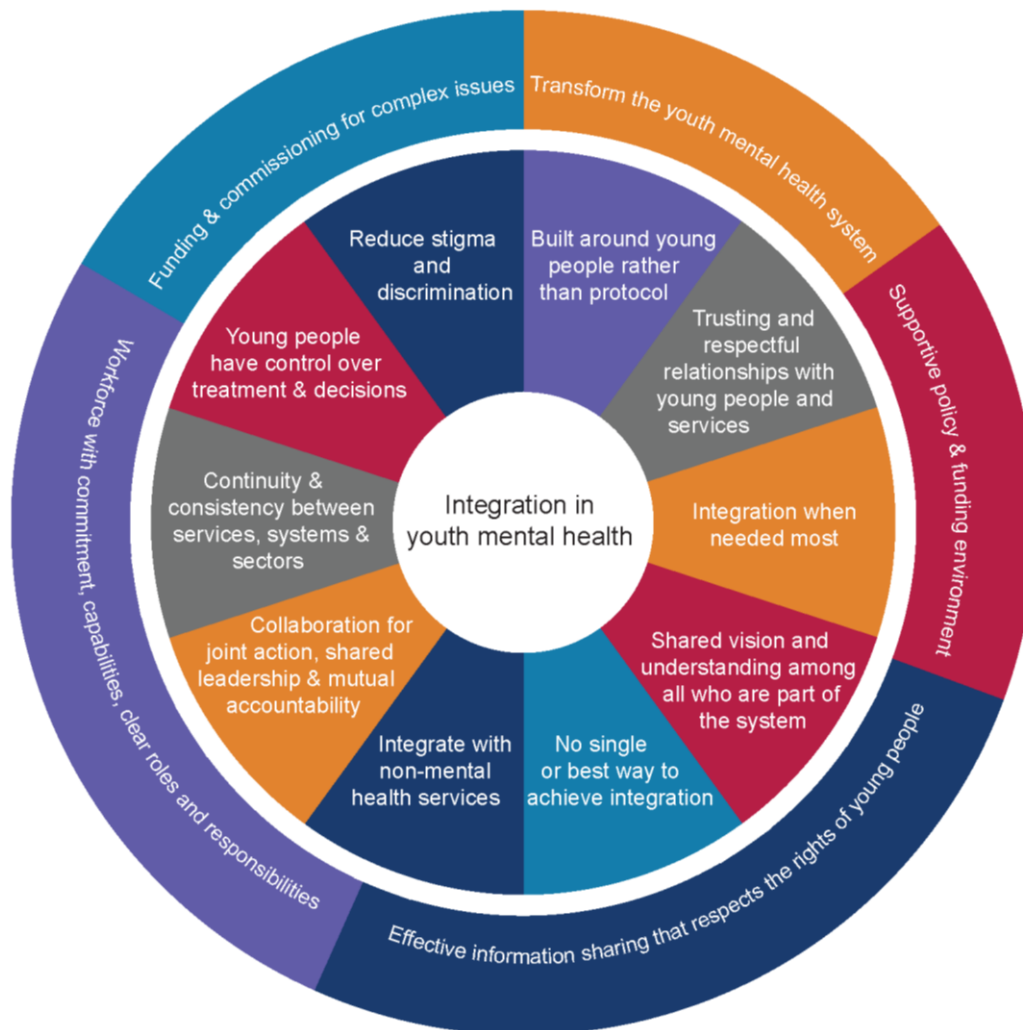 Funding & commissioning for complex issues
Transform the youth mental health system
Supportive policy & funding environment
Effective information sharing that respects the rights of young people
Workforce with commitment, capabilities, clear roles and responsibilities
Reduce stigma
and
discrimination
Built around young
people rather
than protocol
Trusting and
respectful
relationships with
young people and
services
Integration when
needed most
Shared vision and
understanding among
all who are part of
the system
No single
or best way to
achieve integration
Integrate with
non-mental
health services
Collaboration for
joint action, shared
leadership & mutual
accountability
Continuity &
consistency between
services, systems &
sectors
Young people
have control over
treatment & decisions
Integration in
youth mental health